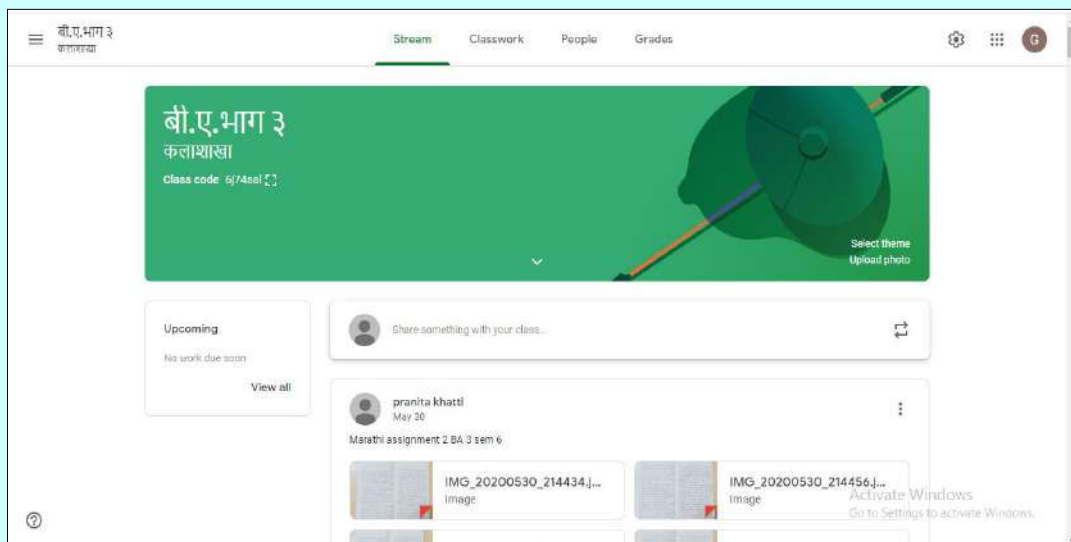 बी.ए.भाग ३
कलाशाखा
Stream Classwork People Grades
G
बी.ए.भाग ३
कलाशाखा
Class code 6j74sal
Select theme
Upload photo
Upcoming
No work due soon
View all
Share something with your class...
pranita khatti
May 30
Marathi assignment 2 BA 3 sem 6
IMG_20200530_214434.j...
Image
IMG_20200530_214456.j...
Image
Activate Windows
Go to Settings to activate Windows.